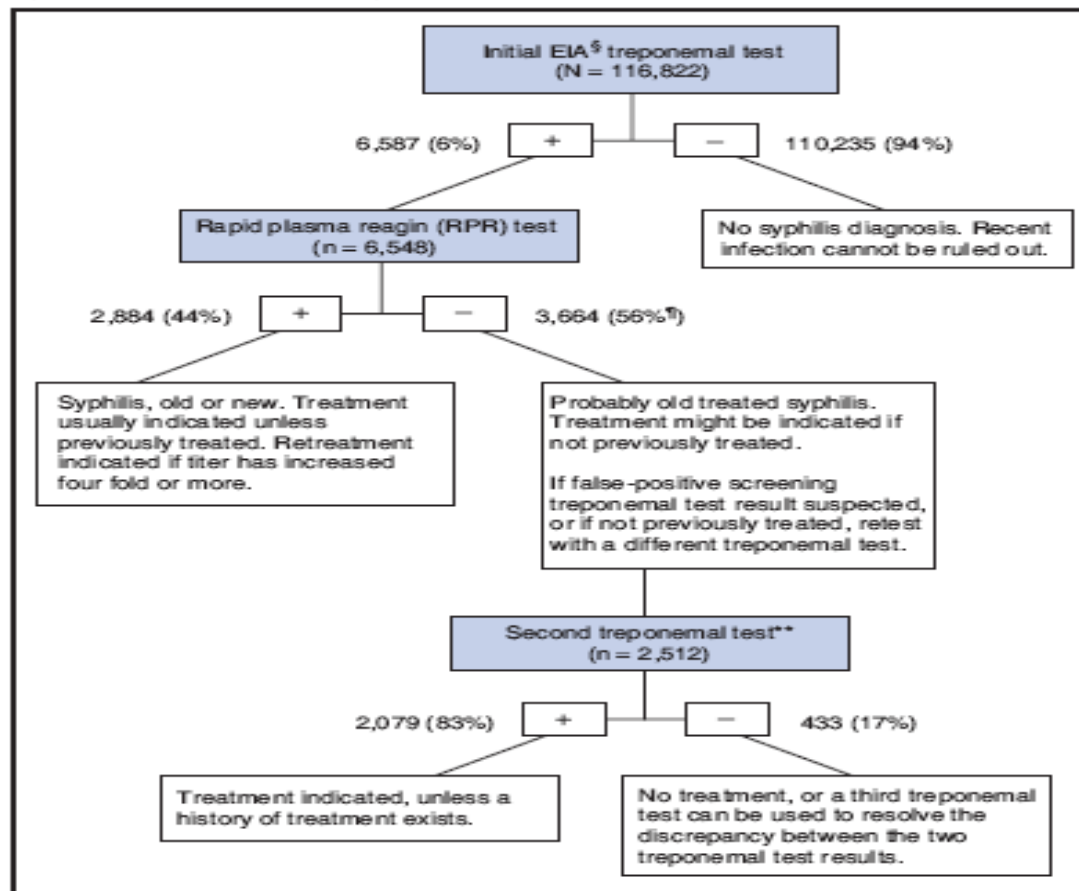 Initial EIA§ treponemal test
(N = 116,822)
6,587 (6%)
+
−
110,235 (94%)
Rapid plasma reagin (RPR) test
(n = 6,548)
No syphilis diagnosis. Recent
infection cannot be ruled out.
2,884 (44%)
+
−
3,664 (56%¶)
Syphilis, old or new. Treatment
usually indicated unless
previously treated. Retreatment
indicated if titer has increased
four fold or more.
Probably old treated syphilis.
Treatment might be indicated if
not previously treated.
If false-positive screening
treponemal test result suspected,
or if not previously treated, retest
with a different treponemal test.
Second treponemal test**
(n = 2,512)
2,079 (83%)
+
−
433 (17%)
Treatment indicated, unless a
history of treatment exists.
No treatment, or a third treponemal
test can be used to resolve the
discrepancy between the two
treponemal test results.